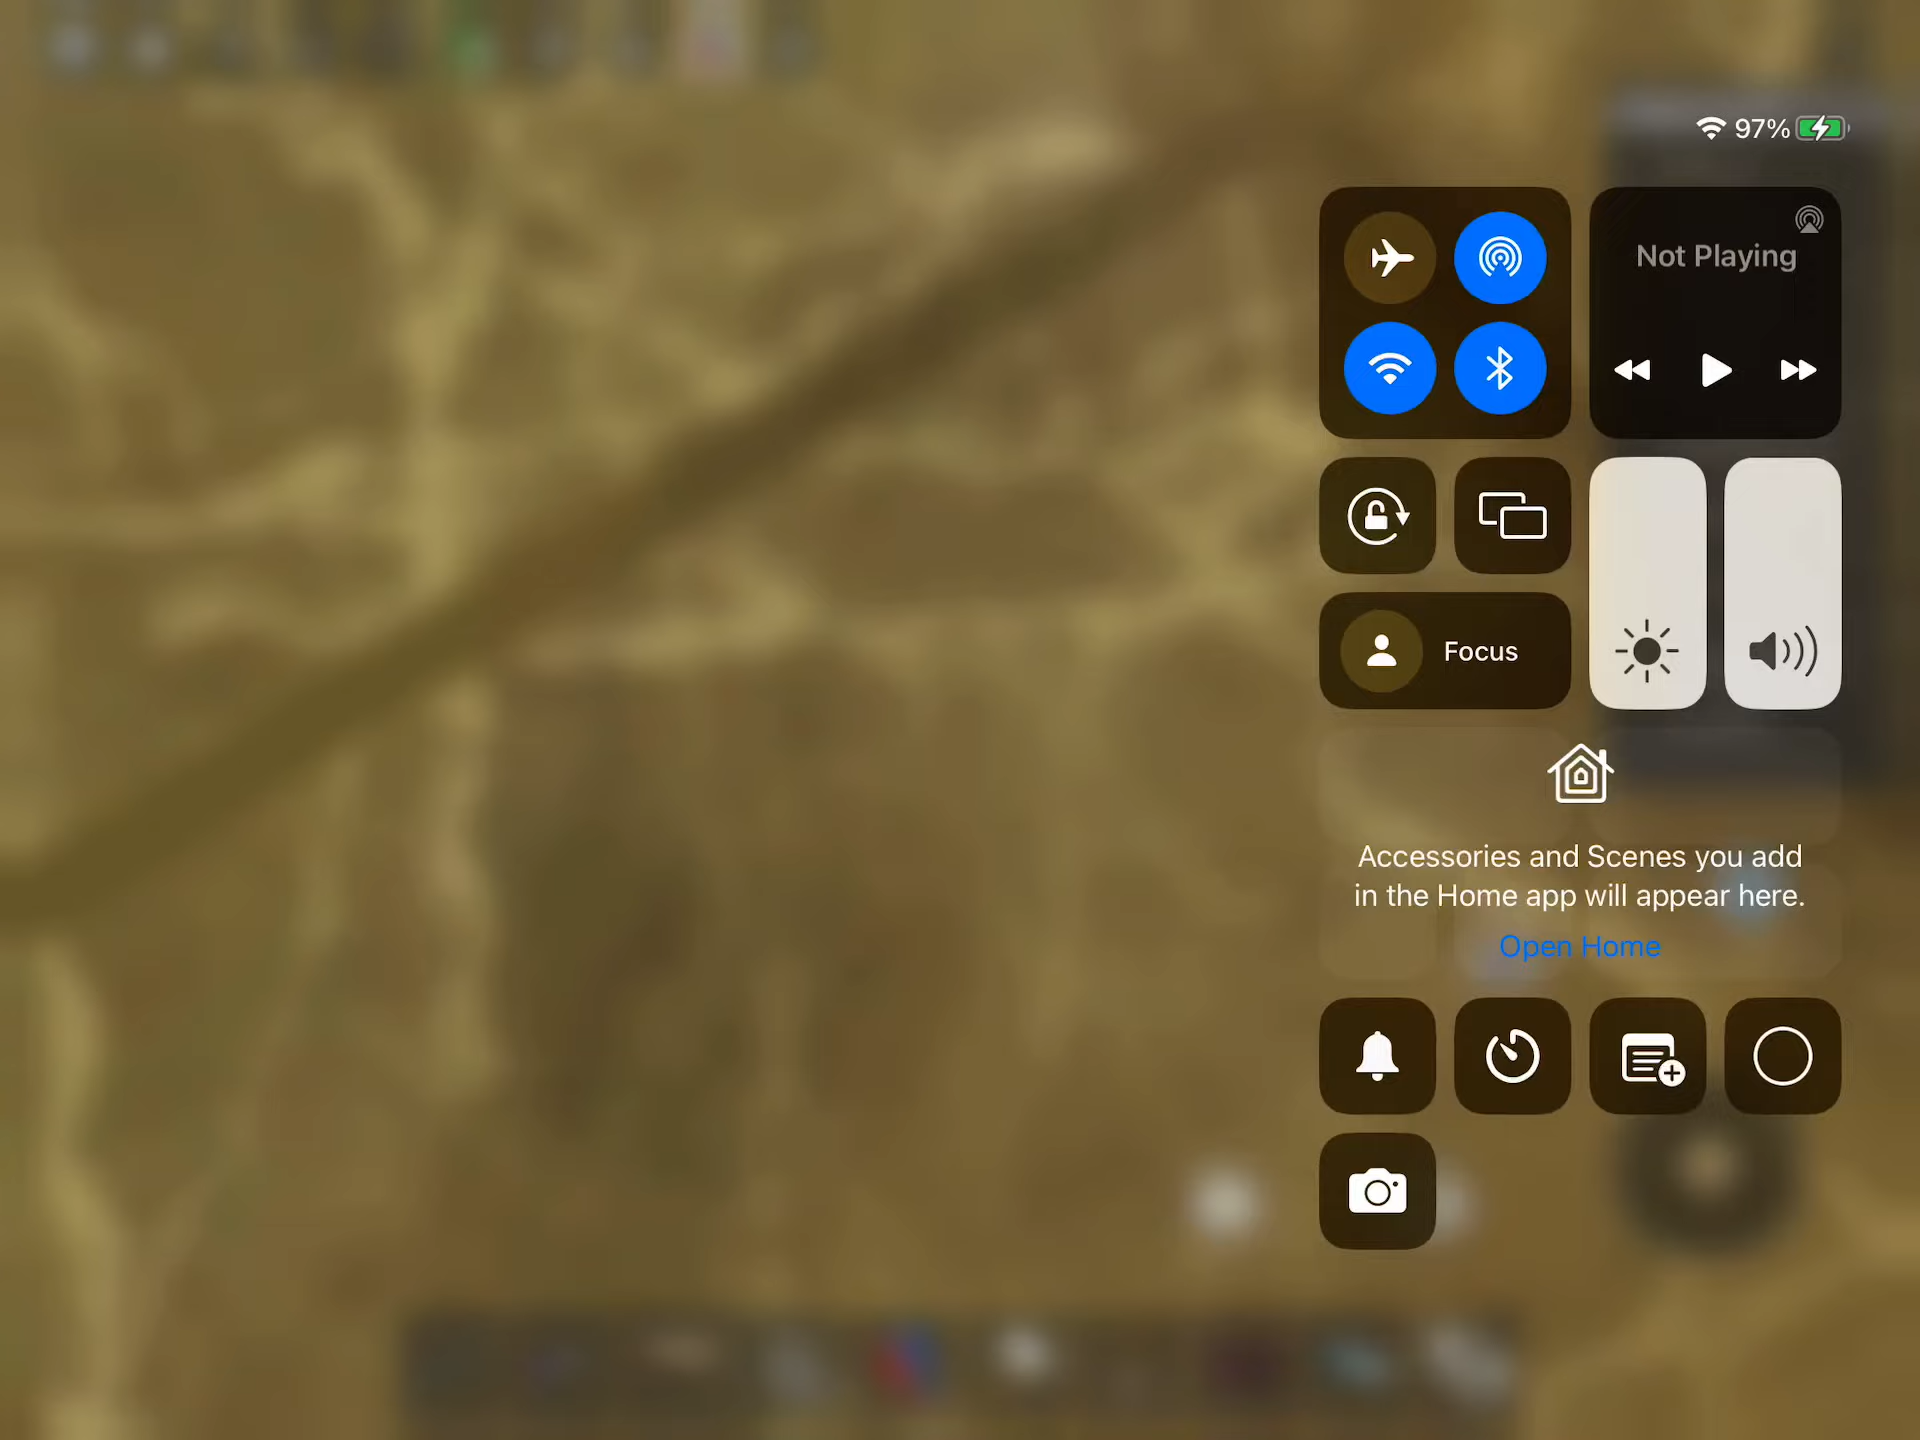 97%
Not Playing
Focus
Accessories and Scenes you add
in the Home app will appear here.
Open Home